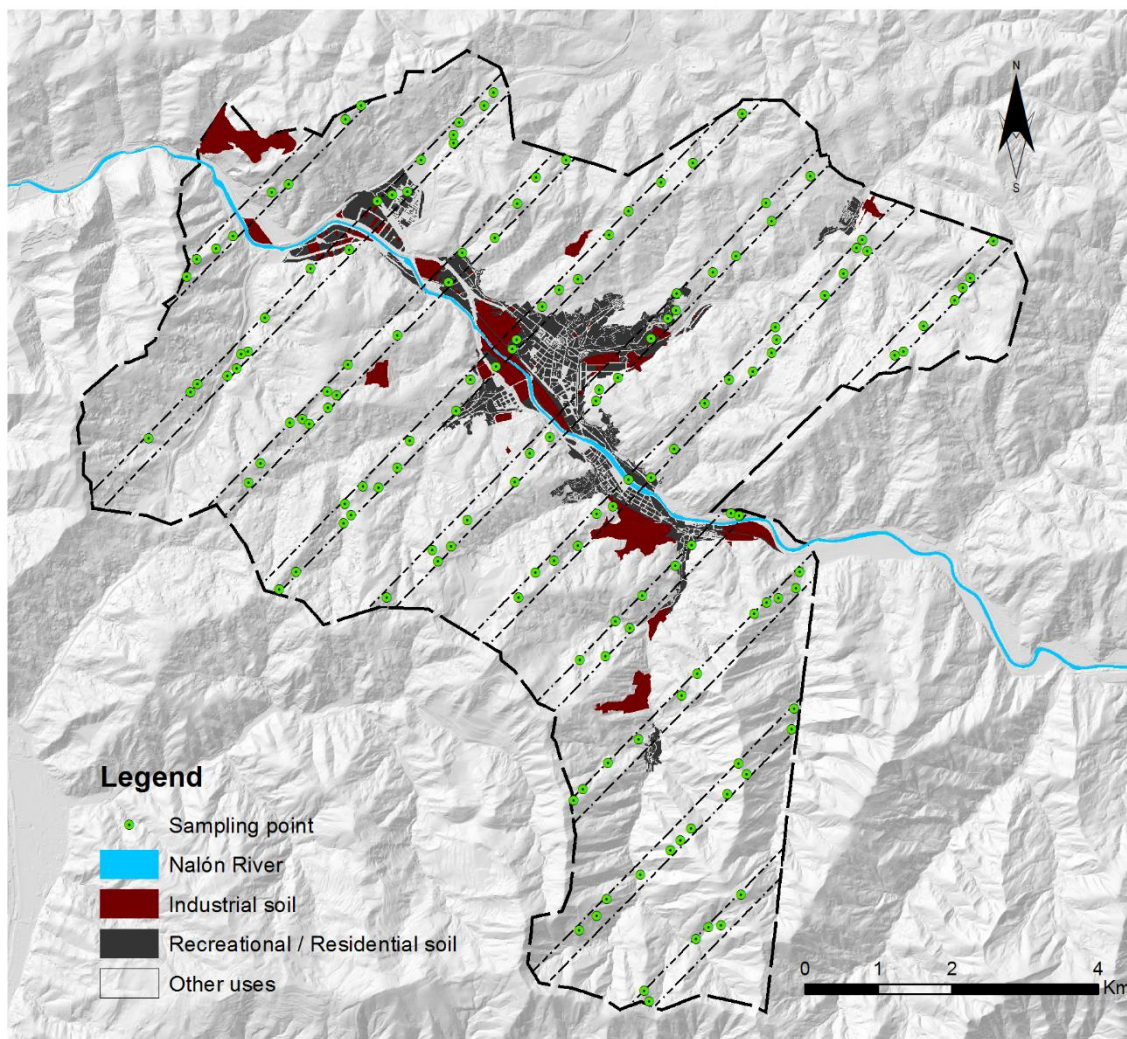 N
S
Legend
Sampling point
Nalón River
Industrial soil
Recreational / Residential soil
Other uses
0 1 2 4
Km